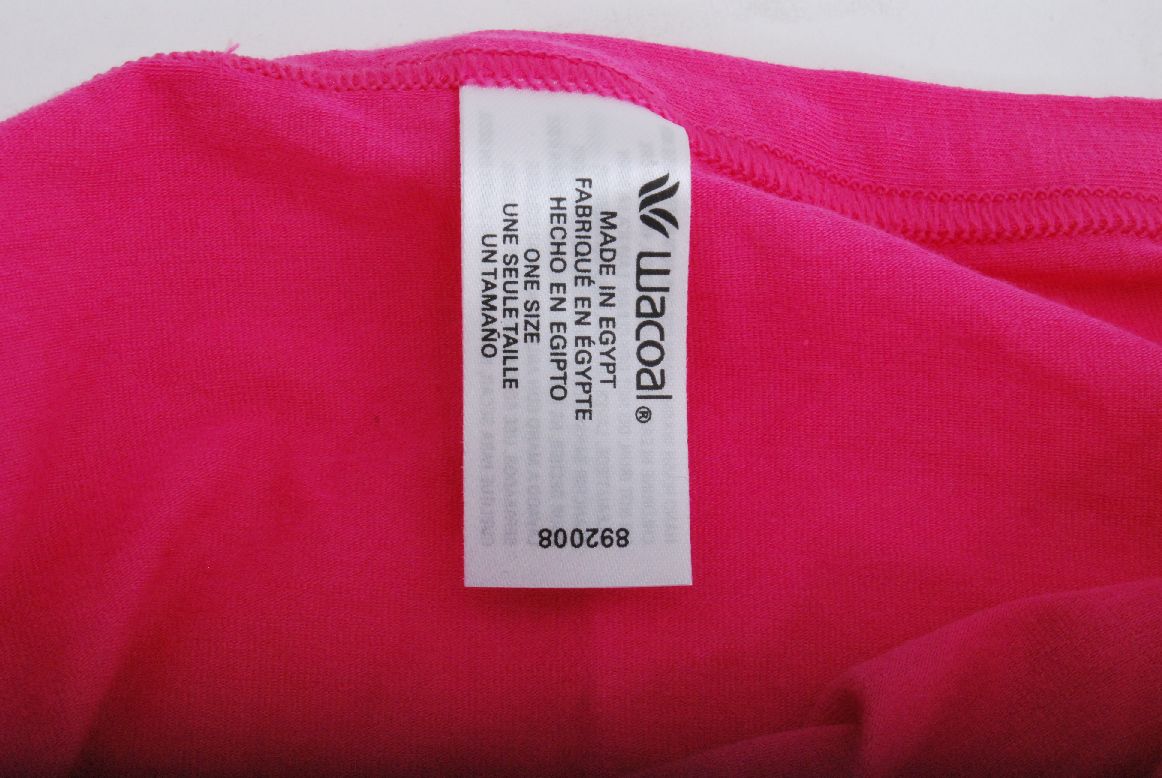 wacoal®
MADE IN EGYPT
FABRIQUÉ EN ÉGYPTE
HECHO EN EGIPTO
ONE SIZE
UNE SEULE TAILLE
UN TAMAÑO
892008